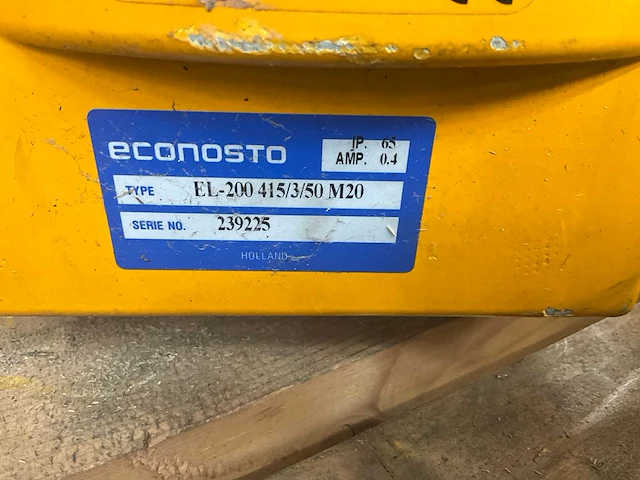 econosto
IP. 65
AMP. 0.4
TYPE EL-200 415/3/50 M20
SERIE NO. 239225
HOLLAND